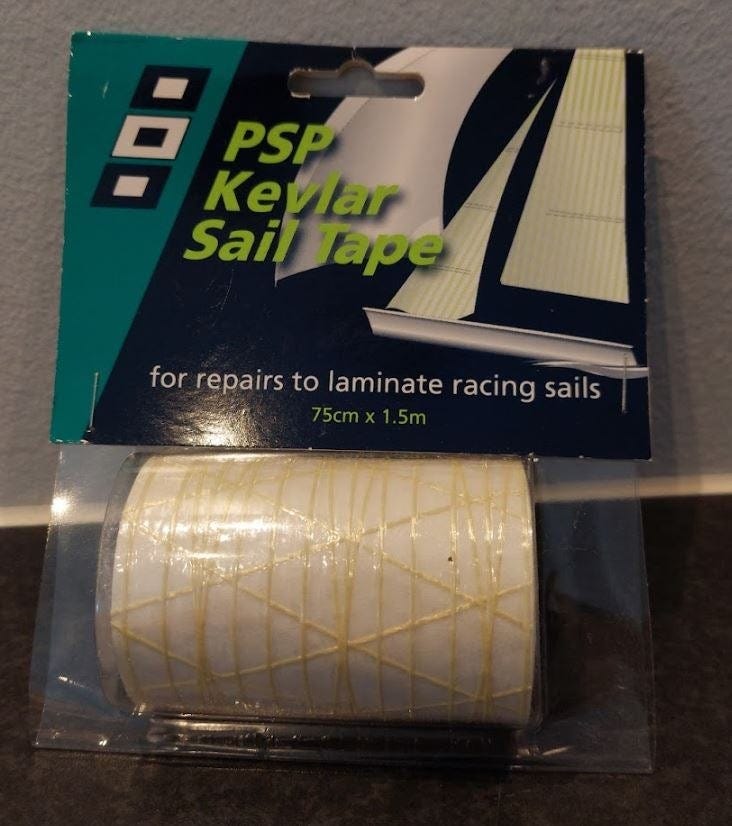 PSP
Kevlar
Sail Tape
for repairs to laminate racing sails
75cm x 1.5m